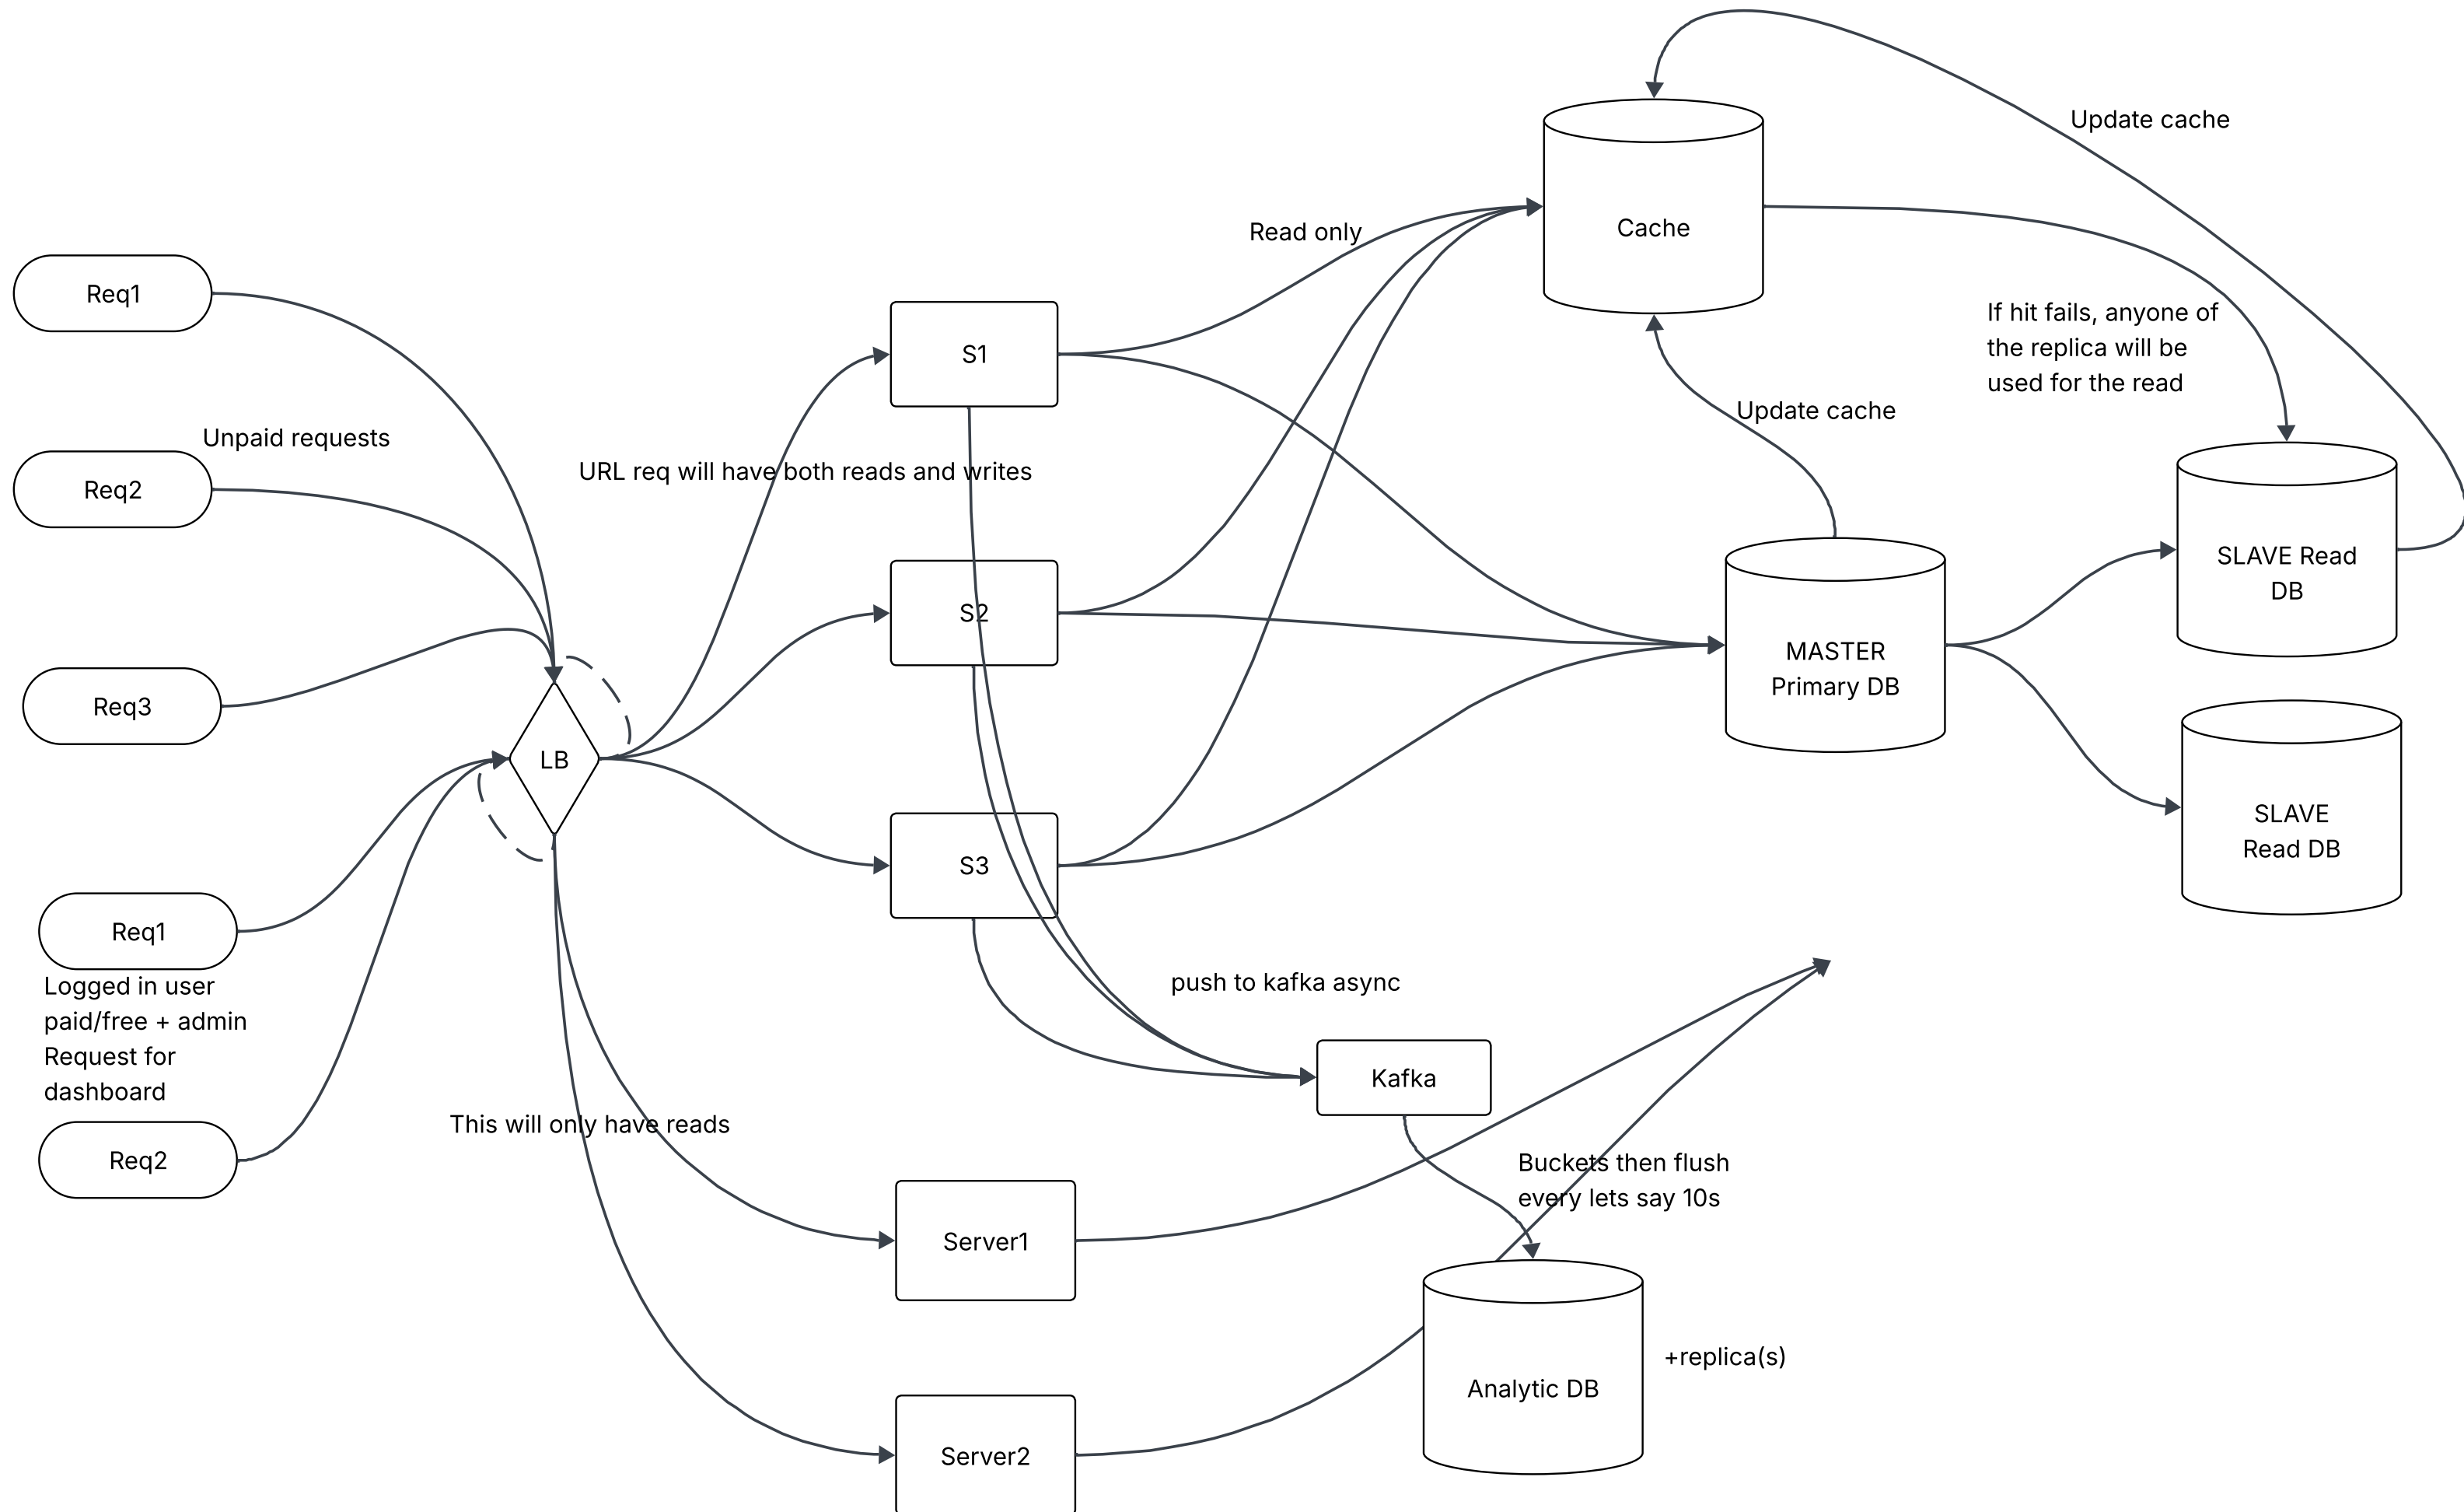 Update cache
Cache
Read only
Req1
If hit fails, anyone of
the replica will be
used for the read
S1
Update cache
Unpaid requests
URL req will have both reads and writes
Req2
SLAVE Read
DB
S2
MASTER
Primary DB
Req3
LB
SLAVE
Read DB
S3
Req1
Logged in user
paid/free + admin
Request for
dashboard
push to kafka async
Kafka
This will only have reads
Req2
Buckets then flush
every lets say 10s
Server1
+replica(s)
Analytic DB
Server2